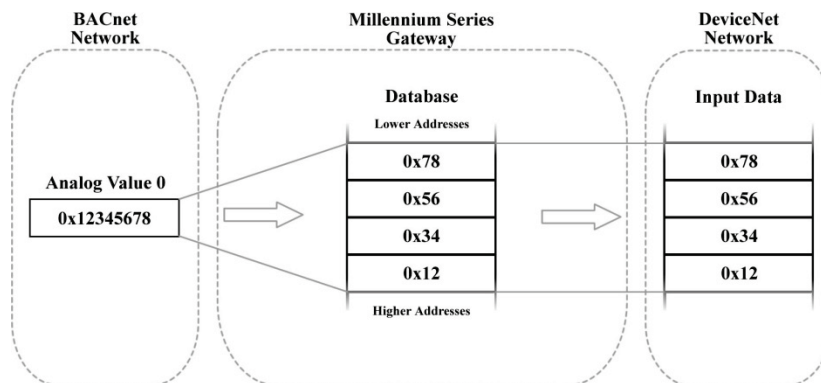 BACnet
Network
Millennium Series
Gateway
DeviceNet
Network
Database
Input Data
Lower Addresses
Analog Value 0
0x12345678
0x78
0x56
0x34
0x12
0x78
0x56
0x34
0x12
Higher Addresses